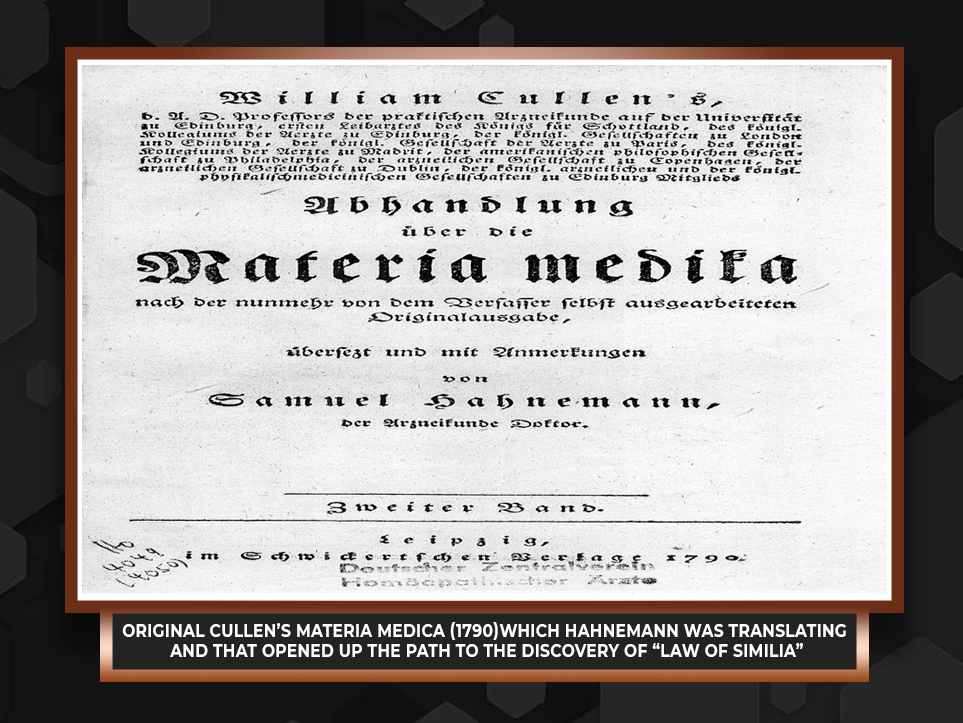 William Cullen's,
d. A. D. Professors der praktischen Arzneikunde auf der Universität
zu Edinburg, ersten Leibarztes des Königs für Schottland, des königl.
Kollegiums der Aerzte zu Edinburg, der königl. Gesellschaften zu London
und Edinburg, der königl. Gesellschaft der Aerzte zu Paris, des königl.
Kollegiums der Aerzte zu Madrit, der amerikanischen philosophischen Gesell-
schaft zu Philadelphia, der arzneilichen Gesellschaft zu Copenhagen, der
arzneilichen Gesellschaft zu Dublin, der königl. arzneilichen und der königl.
physikalischmedicinischen Gesellschaften zu Edinburg Mitglieds
Abhandlung
über die
Materia medika
nach der nunmehr von dem Verfasser selbst ausgearbeiteten
Originalausgabe,
übersezt und mit Anmerkungen
von
Samuel Hahnemann,
der Arzneikunde Doktor.
Zweiter Band.
Leipzig,
im Schwickertschen Verlage 1790.
Deutscher Zentralverein
Homöopathischer Ärzte
4049
(4050)
ORIGINAL CULLEN'S MATERIA MEDICA (1790)WHICH HAHNEMANN WAS TRANSLATING
AND THAT OPENED UP THE PATH TO THE DISCOVERY OF “LAW OF SIMILIA”